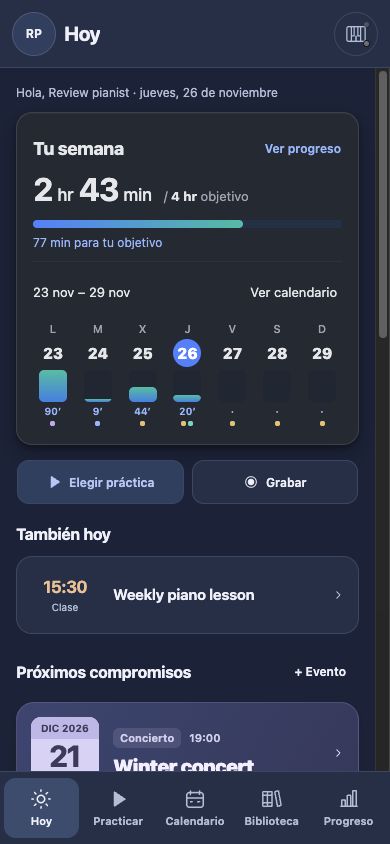 RP Hoy
Hola, Review pianist · jueves, 26 de noviembre
Tu semana Ver progreso
2 hr 43 min / 4 hr objetivo
77 min para tu objetivo
23 nov – 29 nov Ver calendario
L M X J V S D
23 24 25 26 27 28 29
90′ 9′ 44′ 20′ · · ·
Elegir práctica Grabar
También hoy
15:30 Weekly piano lesson
Clase
Próximos compromisos + Evento
DIC 2026 Concierto 19:00
21 Winter concert
Hoy Practicar Calendario Biblioteca Progreso